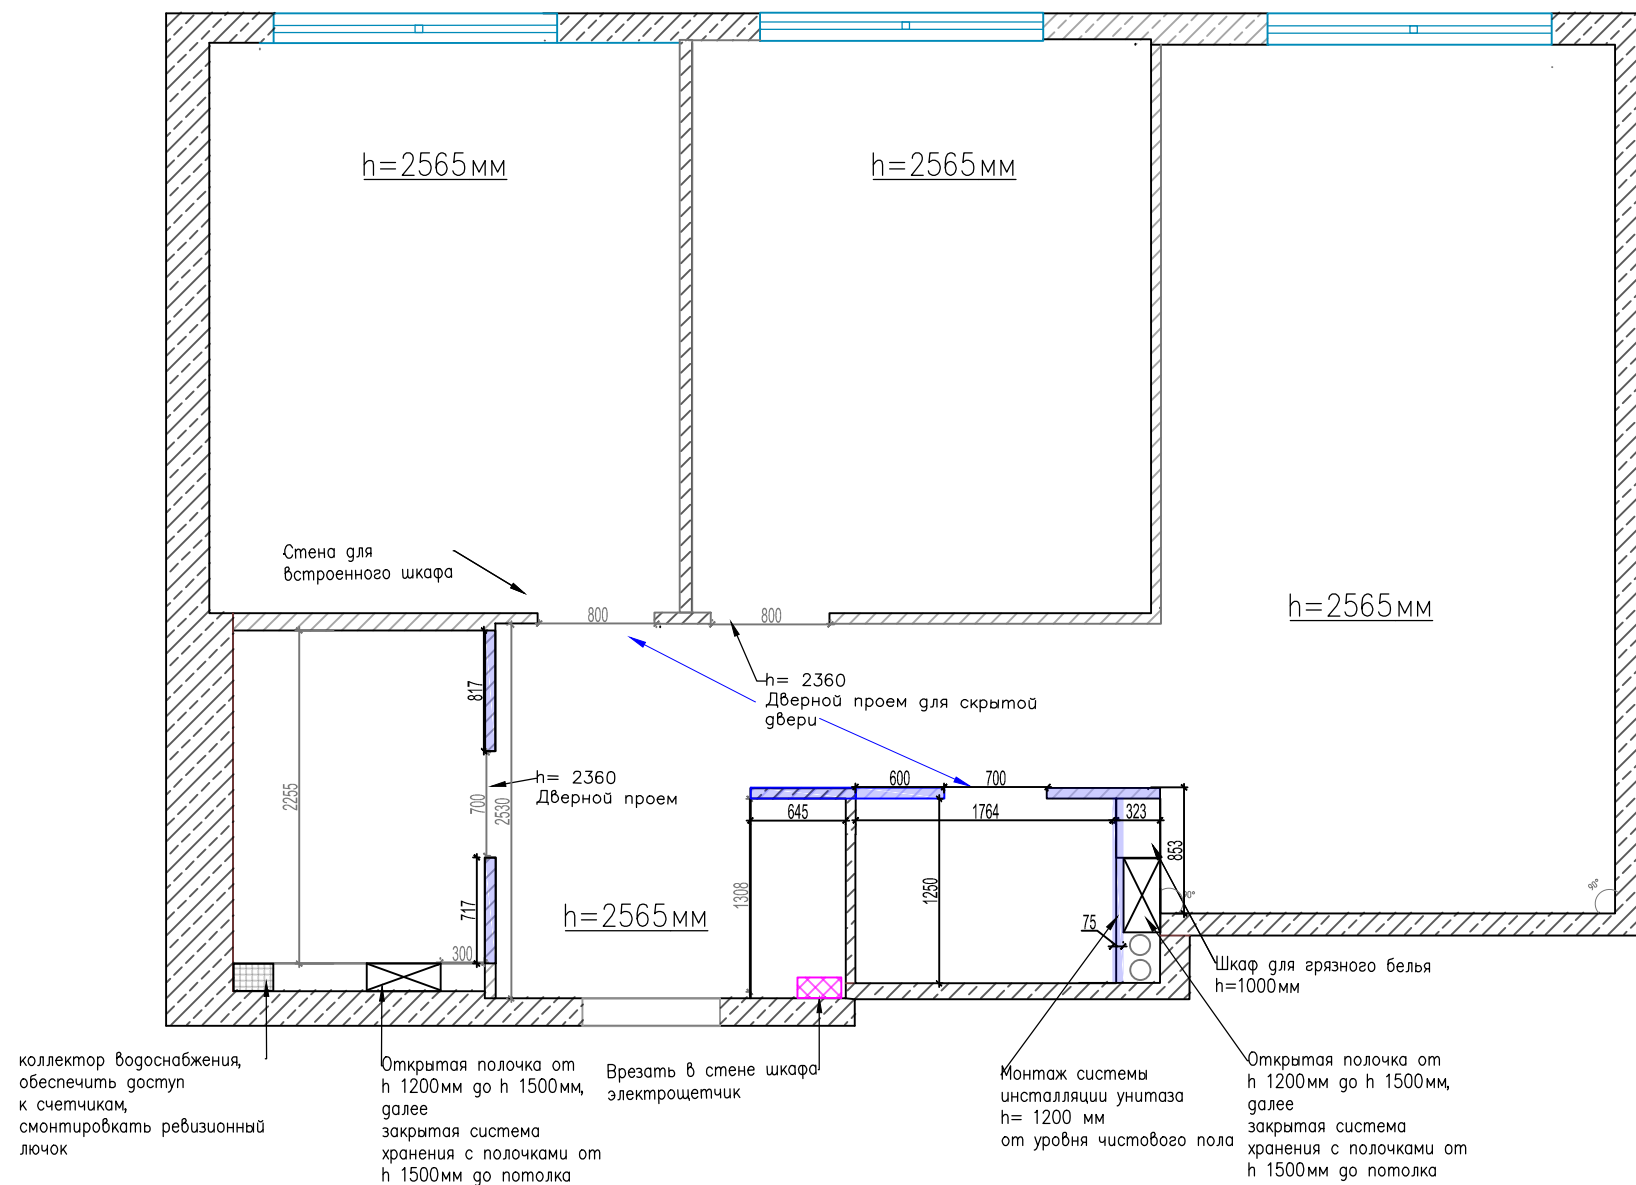 h=2565мм
h=2565мм
Стена для
встроенного шкафа
h=2565мм
800
800
h= 2360
Дверной проем для скрытой
двери
817
h= 2360
Дверной проем
2255
700
2530
600
700
645
1764
323
853
1308
1250
717
75
90°
90°
h=2565мм
300
Шкаф для грязного белья
h=1000мм
коллектор водоснабжения,
обеспечить доступ
к счетчикам,
смонтировкать ревизионный
лючок
Открытая полочка от
h 1200мм до h 1500мм,
далее
закрытая система
хранения с полочками от
h 1500мм до потолка
Врезать в стене шкафа
электрощетчик
Монтаж системы
инсталляции унитаза
h= 1200 мм
от уровня чистового пола
Открытая полочка от
h 1200мм до h 1500мм,
далее
закрытая система
хранения с полочками от
h 1500мм до потолка